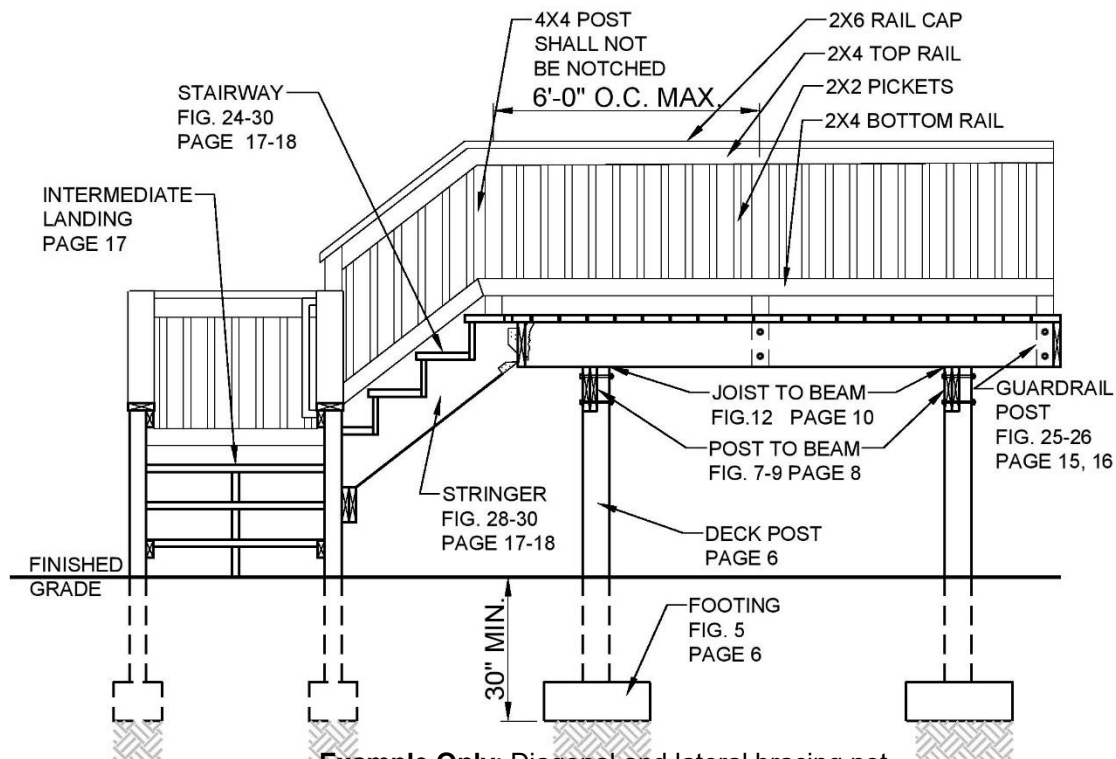 4X4 POST
SHALL NOT
BE NOTCHED
6'-0" O.C. MAX.
2X6 RAIL CAP
2X4 TOP RAIL
2X2 PICKETS
2X4 BOTTOM RAIL
STAIRWAY
FIG. 24-30
PAGE 17-18
INTERMEDIATE
LANDING
PAGE 17
JOIST TO BEAM
FIG.12 PAGE 10
POST TO BEAM
FIG. 7-9 PAGE 8
GUARDRAIL
POST
FIG. 25-26
PAGE 15, 16
STRINGER
FIG. 28-30
PAGE 17-18
DECK POST
PAGE 6
FINISHED
GRADE
30" MIN.
FOOTING
FIG. 5
PAGE 6
Example Only: Diagonal and lateral bracing not